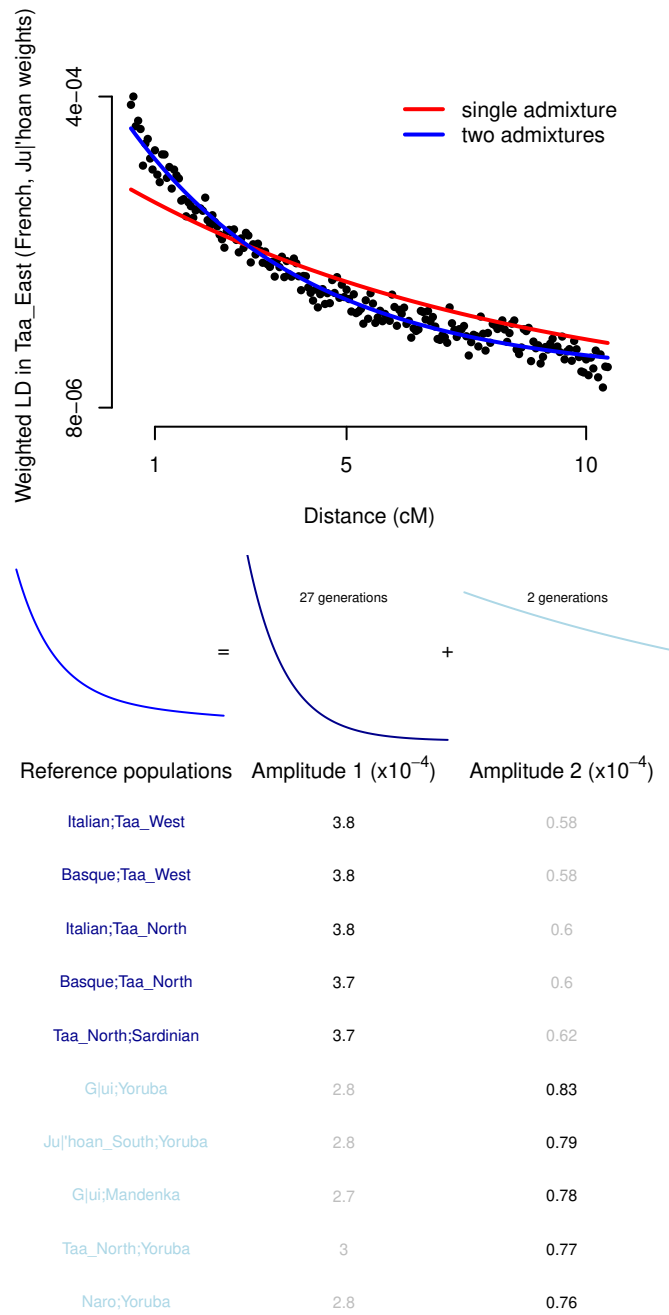 Weighted LD in Taa_East (French, Ju|'hoan weights)
4e−04
8e−06
single admixture
two admixtures
1 5 10
Distance (cM)
27 generations 2 generations
= +
Reference populations Amplitude 1 (x10−4) Amplitude 2 (x10−4)
Italian;Taa_West 3.8 0.58
Basque;Taa_West 3.8 0.58
Italian;Taa_North 3.8 0.6
Basque;Taa_North 3.7 0.6
Taa_North;Sardinian 3.7 0.62
G|ui;Yoruba 2.8 0.83
Ju|'hoan_South;Yoruba 2.8 0.79
G|ui;Mandenka 2.7 0.78
Taa_North;Yoruba 3 0.77
Naro;Yoruba 2.8 0.76